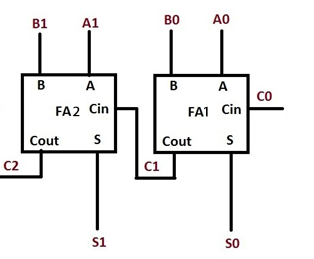 B1 A1 B0 A0
B A B A
FA2 Cin FA1 Cin C0
Cout S Cout S
C2 C1
S1 S0